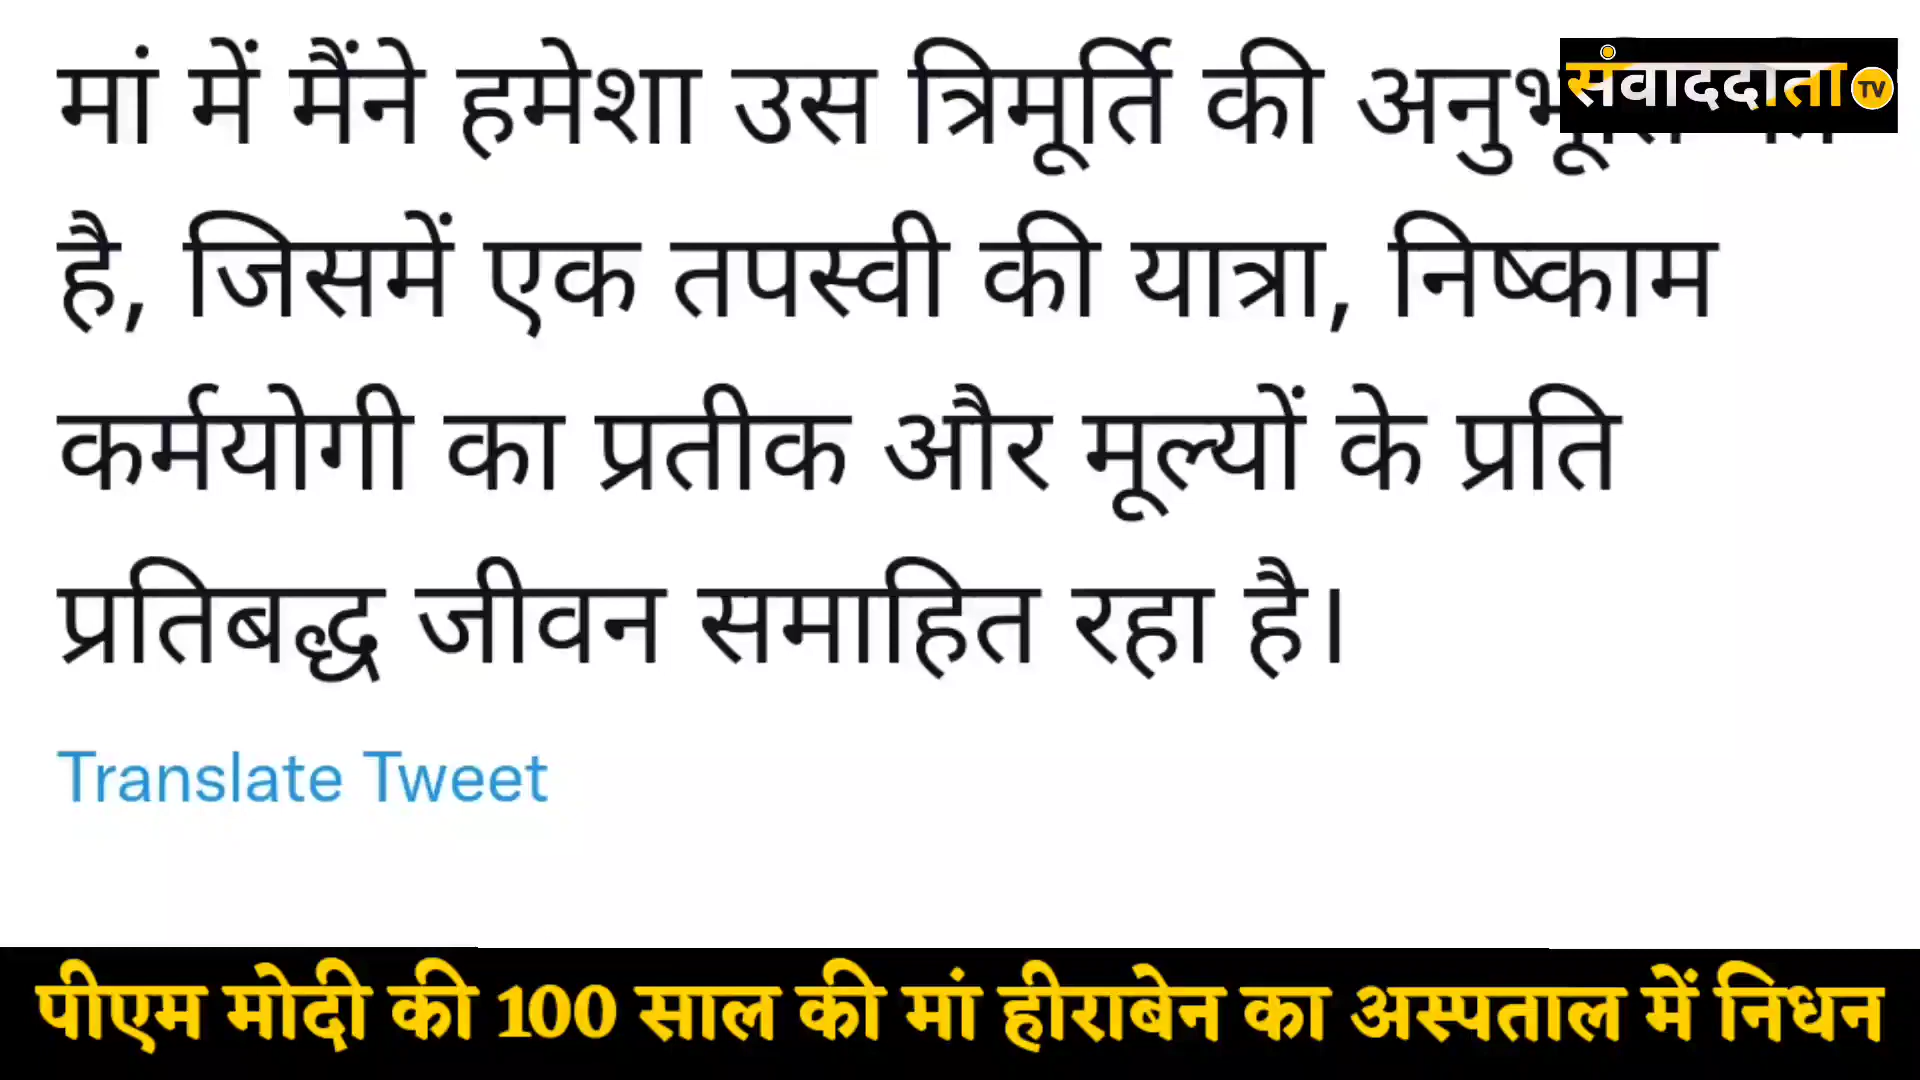 मां में मैंने हमेशा उस त्रिमूर्ति की
संवाददाता TV
है, जिसमें एक तपस्वी की यात्रा, निष्काम
कर्मयोगी का प्रतीक और मूल्यों के प्रति
प्रतिबद्ध जीवन समाहित रहा है।
Translate Tweet
पीएम मोदी की 100 साल की मां हीराबेन का अस्पताल में निधन